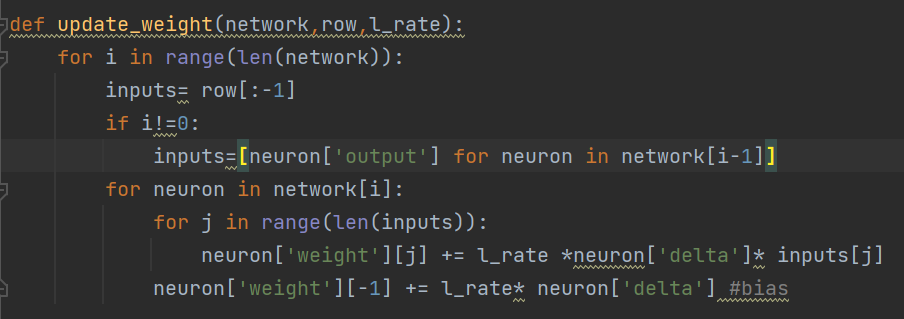 def update_weight(network,row,l_rate):
    for i in range(len(network)):
        inputs= row[:-1]
        if i!=0:
            inputs=[neuron['output'] for neuron in network[i-1]]
        for neuron in network[i]:
            for j in range(len(inputs)):
                neuron['weight'][j] += l_rate *neuron['delta']* inputs[j]
            neuron['weight'][-1] += l_rate* neuron['delta'] #bias